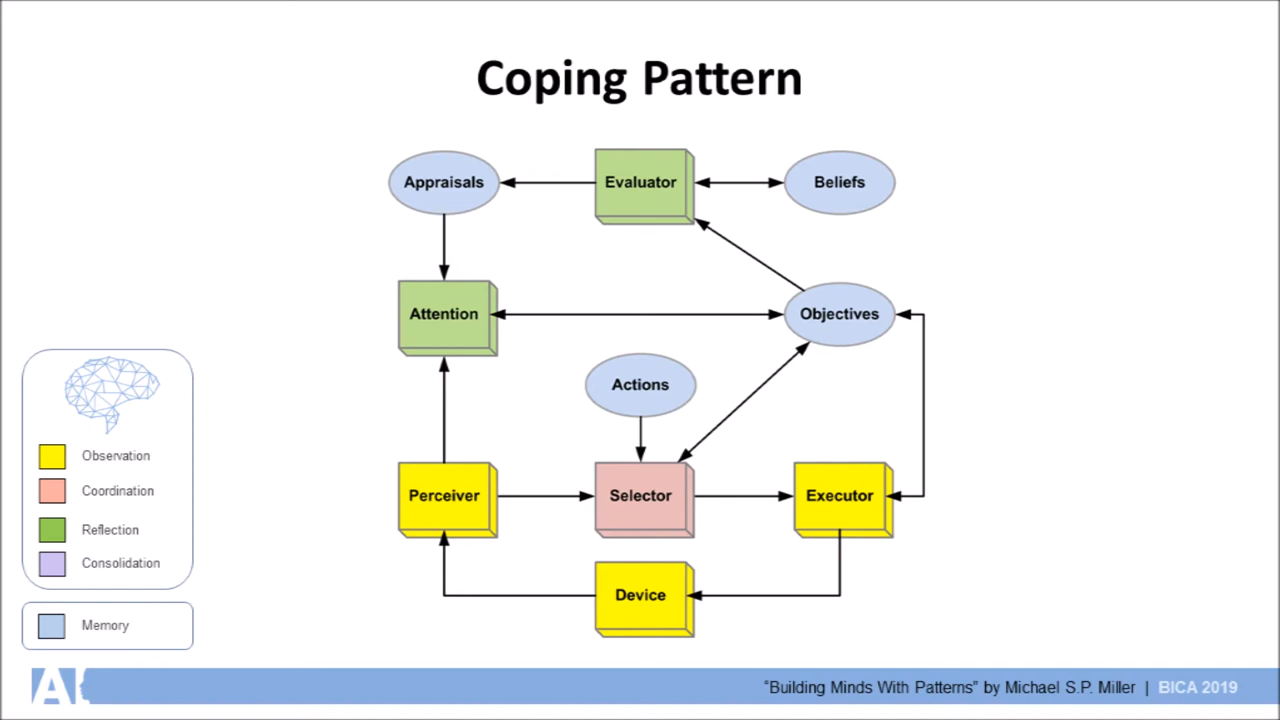 Coping Pattern
Appraisals
Evaluator
Beliefs
Attention
Objectives
Actions
Perceiver
Selector
Executor
Device
Observation
Coordination
Reflection
Consolidation
Memory
AI
“Building Minds With Patterns” by Michael S.P. Miller | BICA 2019